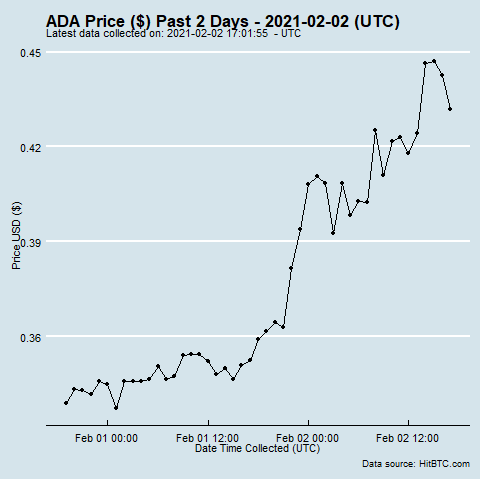 ADA Price ($) Past 2 Days - 2021-02-02 (UTC)
Latest data collected on: 2021-02-02 17:01:55 - UTC
0.45
0.42
0.39
0.36
Price USD ($)
Feb 01 00:00 Feb 01 12:00 Feb 02 00:00 Feb 02 12:00
Date Time Collected (UTC)
Data source: HitBTC.com